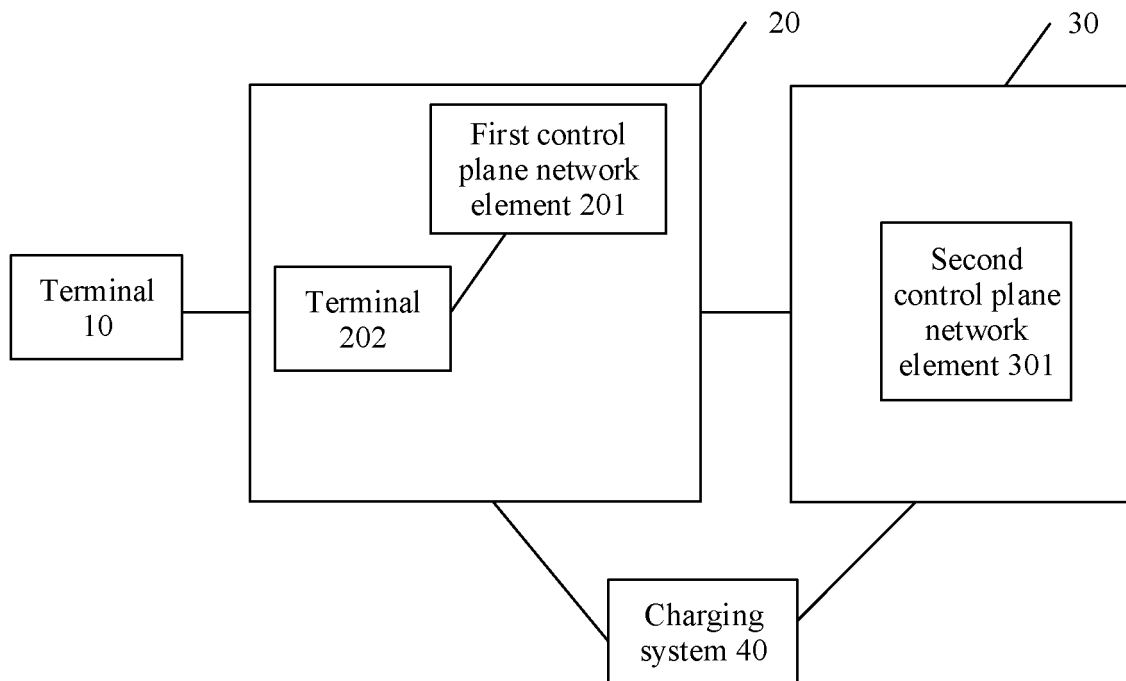 20
30
First control
plane network
element 201
Terminal
10
Terminal
202
Second
control plane
network
element 301
Charging
system 40